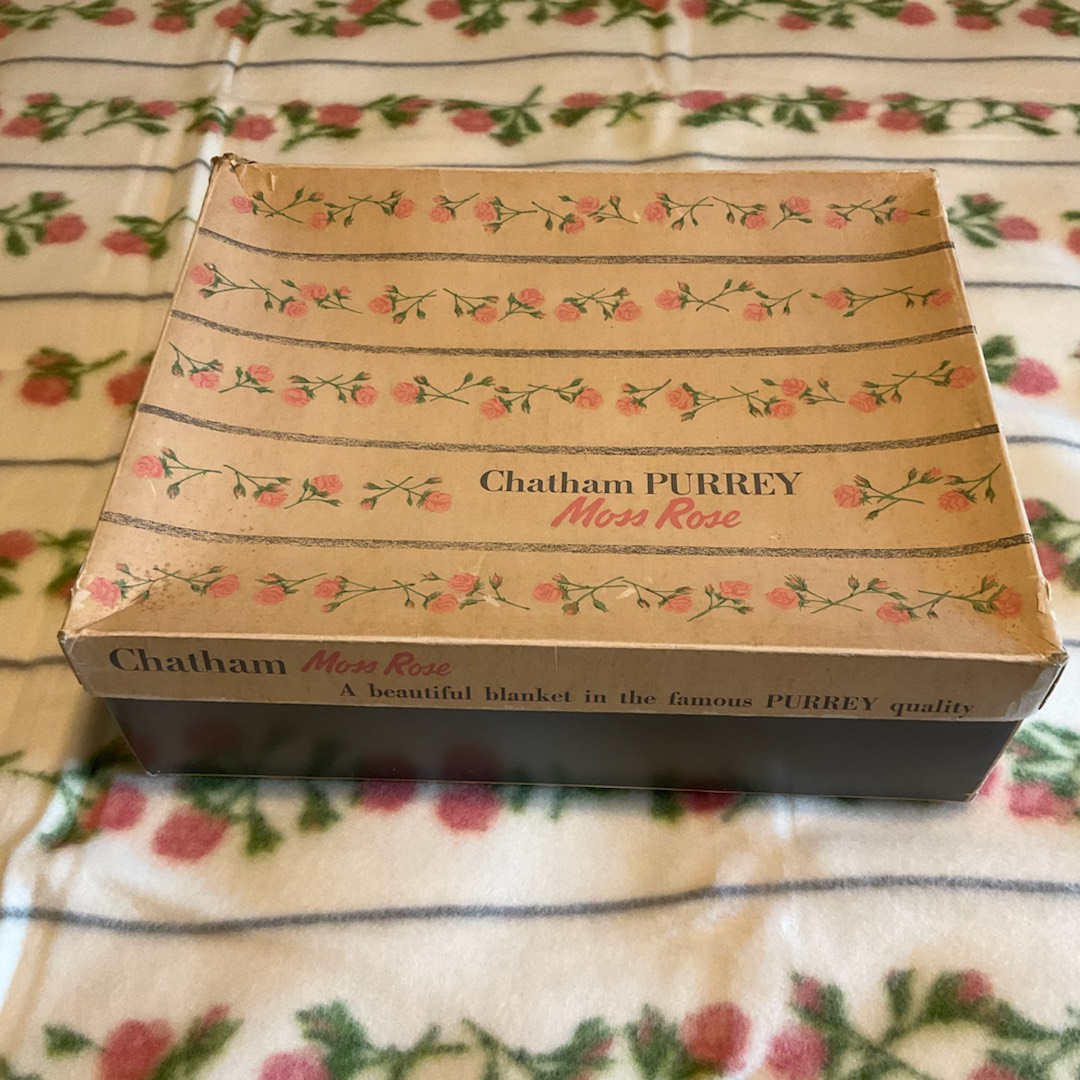 Chatham PURREY
Moss Rose
Chatham Moss Rose
A beautiful blanket in the famous PURREY quality